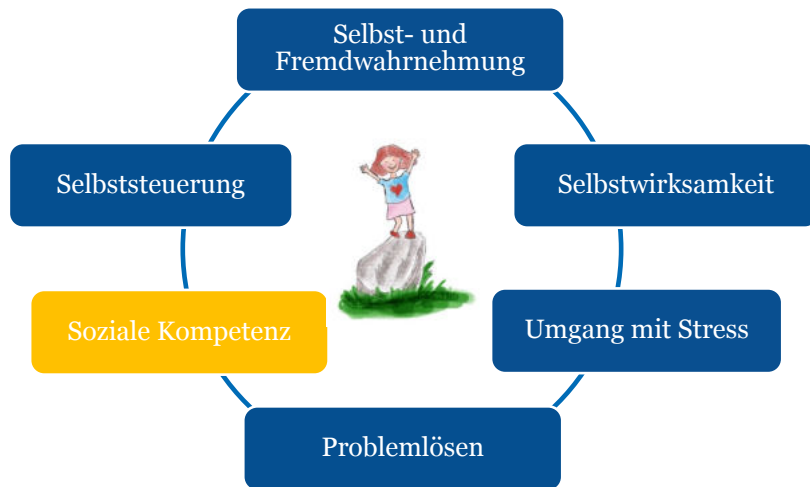 Selbst- und
Fremdwahrnehmung
Selbststeuerung
Selbstwirksamkeit
Soziale Kompetenz
Umgang mit Stress
Problemlösen